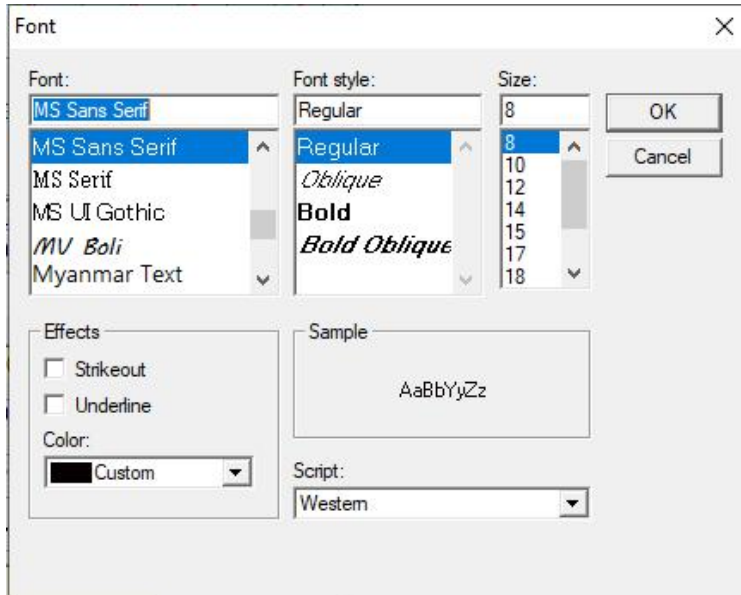 Font
Font:
MS Sans Serif
MS Sans Serif
MS Serif
MS UI Gothic
MV Boli
Myanmar Text
Font style:
Regular
Regular
Oblique
Bold
Bold Oblique
Size:
8
8
10
12
14
15
17
18
OK
Cancel
Effects
Strikeout
Underline
Color:
Custom
Sample
AaBbYyZz
Script:
Western